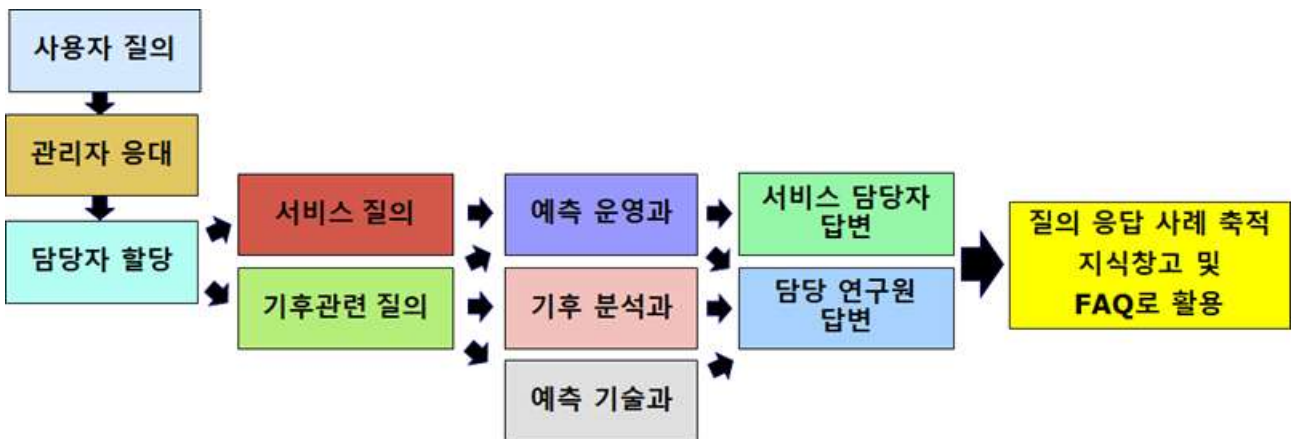 사용자 질의
관리자 응대
담당자 할당
서비스 질의
기후관련 질의
예측 운영과
기후 분석과
예측 기술과
서비스 담당자
답변
담당 연구원
답변
질의 응답 사례 축적
지식창고 및
FAQ로 활용